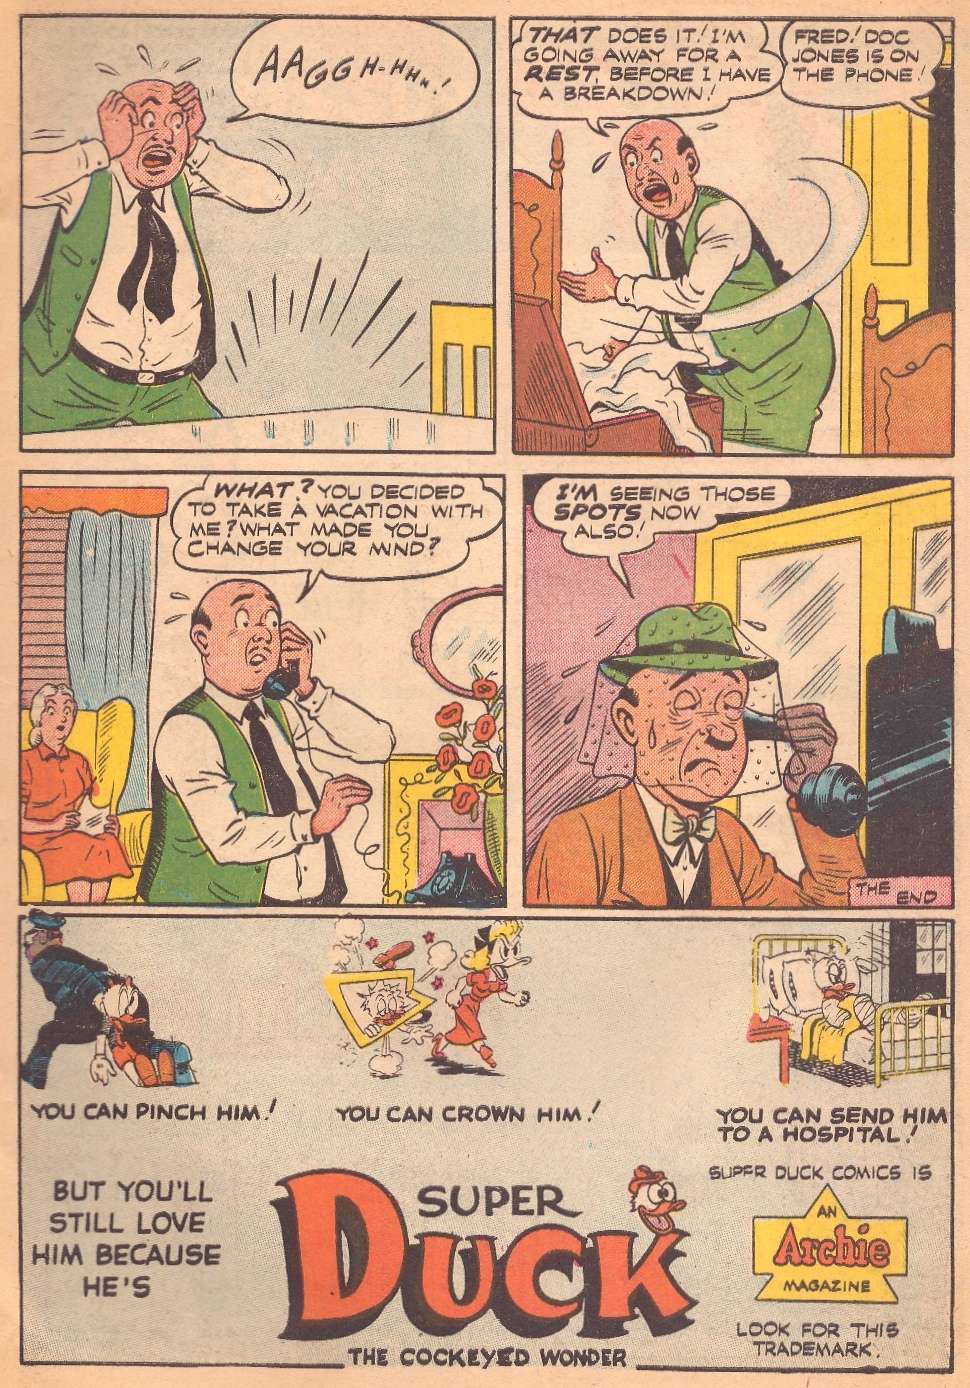 AAGGH-HHH!
THAT DOES IT! I'M
GOING AWAY FOR A
REST, BEFORE I HAVE
A BREAKDOWN!
FRED! DOC
JONES IS ON
THE PHONE!
WHAT? YOU DECIDED
TO TAKE A VACATION WITH
ME? WHAT MADE YOU
CHANGE YOUR MIND?
I'M SEEING THOSE
SPOTS NOW
ALSO!
THE
END
YOU CAN PINCH HIM!
YOU CAN CROWN HIM!
YOU CAN SEND HIM
TO A HOSPITAL!
BUT YOU'LL
STILL LOVE
HIM BECAUSE
HE'S
SUPER
DUCK
THE COCKEYED WONDER
SUPER DUCK COMICS IS
AN
Archie
MAGAZINE
LOOK FOR THIS
TRADEMARK.